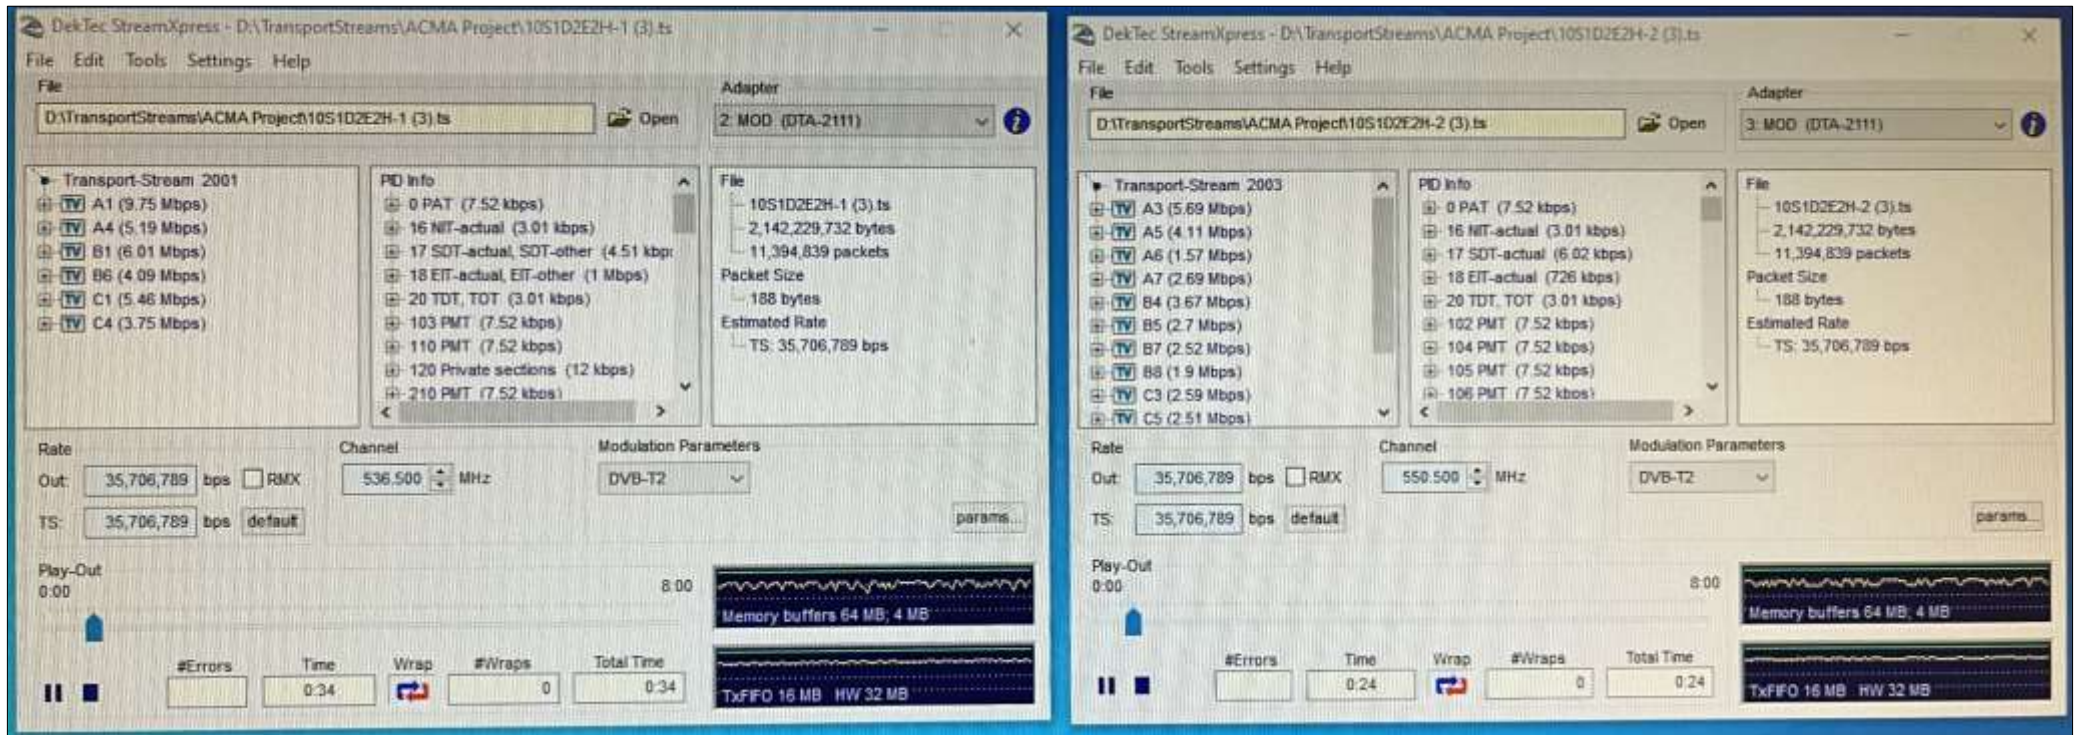 DekTec StreamXpress - D:\TransportStreams\ACMA Project\10S1D2E2H-1 (3).ts
File Edit Tools Settings Help
File
D:\TransportStreams\ACMA Project\10S1D2E2H-1 (3).ts
Open
Adapter
2: MOD (DTA-2111)
Transport-Stream 2001
TV A1 (9.75 Mbps)
TV A4 (5.19 Mbps)
TV B1 (6.01 Mbps)
TV B6 (4.09 Mbps)
TV C1 (5.46 Mbps)
TV C4 (3.75 Mbps)
PID Info
0 PAT (7.52 kbps)
16 NIT-actual (3.01 kbps)
17 SDT-actual, SDT-other (4.51 kbps
18 EIT-actual, EIT-other (1 Mbps)
20 TDT, TOT (3.01 kbps)
103 PMT (7.52 kbps)
110 PMT (7.52 kbps)
120 Private sections (12 kbps)
210 PMT (7.52 kbps)
File
10S1D2E2H-1 (3).ts
2,142,229,732 bytes
11,394,839 packets
Packet Size
188 bytes
Estimated Rate
TS: 35,706,789 bps
Rate
Out: 35,706,789 bps RMX
TS: 35,706,789 bps default
Channel
536.500 MHz
Modulation Parameters
DVB-T2
params...
Play-Out
0:00
8:00
Memory buffers 64 MB; 4 MB
#Errors Time Wrap #Wraps Total Time
0:34 0 0:34
TxFIFO 16 MB HW 32 MB
DekTec StreamXpress - D:\TransportStreams\ACMA Project\10S1D2E2H-2 (3).ts
File Edit Tools Settings Help
File
D:\TransportStreams\ACMA Project\10S1D2E2H-2 (3).ts
Open
Adapter
3: MOD (DTA-2111)
Transport-Stream 2003
TV A3 (5.69 Mbps)
TV A5 (4.11 Mbps)
TV A6 (1.57 Mbps)
TV A7 (2.69 Mbps)
TV B4 (3.67 Mbps)
TV B5 (2.7 Mbps)
TV B7 (2.52 Mbps)
TV B8 (1.9 Mbps)
TV C3 (2.59 Mbps)
TV C5 (2.51 Mbps)
PID Info
0 PAT (7.52 kbps)
16 NIT-actual (3.01 kbps)
17 SDT-actual (6.02 kbps)
18 EIT-actual (726 kbps)
20 TDT, TOT (3.01 kbps)
102 PMT (7.52 kbps)
104 PMT (7.52 kbps)
105 PMT (7.52 kbps)
106 PMT (7.52 kbps)
File
10S1D2E2H-2 (3).ts
2,142,229,732 bytes
11,394,839 packets
Packet Size
188 bytes
Estimated Rate
TS: 35,706,789 bps
Rate
Out: 35,706,789 bps RMX
TS: 35,706,789 bps default
Channel
550.500 MHz
Modulation Parameters
DVB-T2
params...
Play-Out
0:00
8:00
Memory buffers 64 MB; 4 MB
#Errors Time Wrap #Wraps Total Time
0:24 0 0:24
TxFIFO 16 MB HW 32 MB